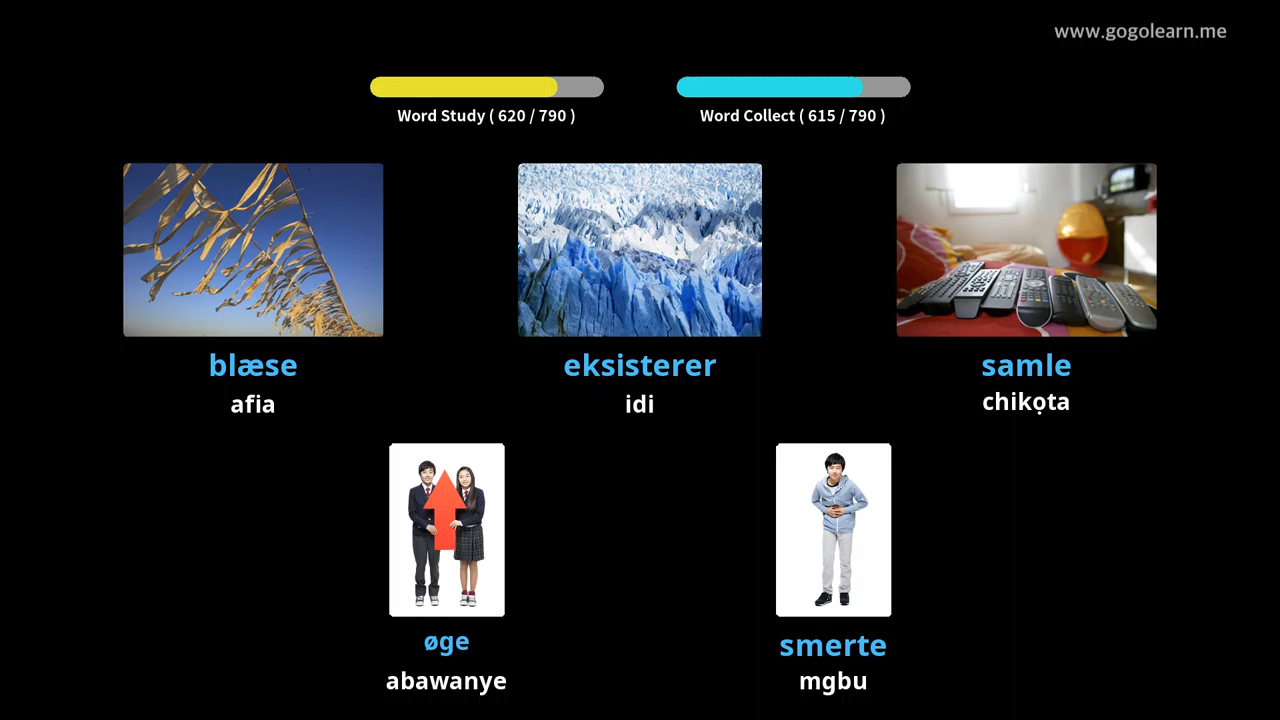 www.gogolearn.me
Word Study ( 620 / 790 )
Word Collect ( 615 / 790 )
blæse
eksisterer
samle
afia
idi
chikọta
øge
smerte
abawanye
mgbu